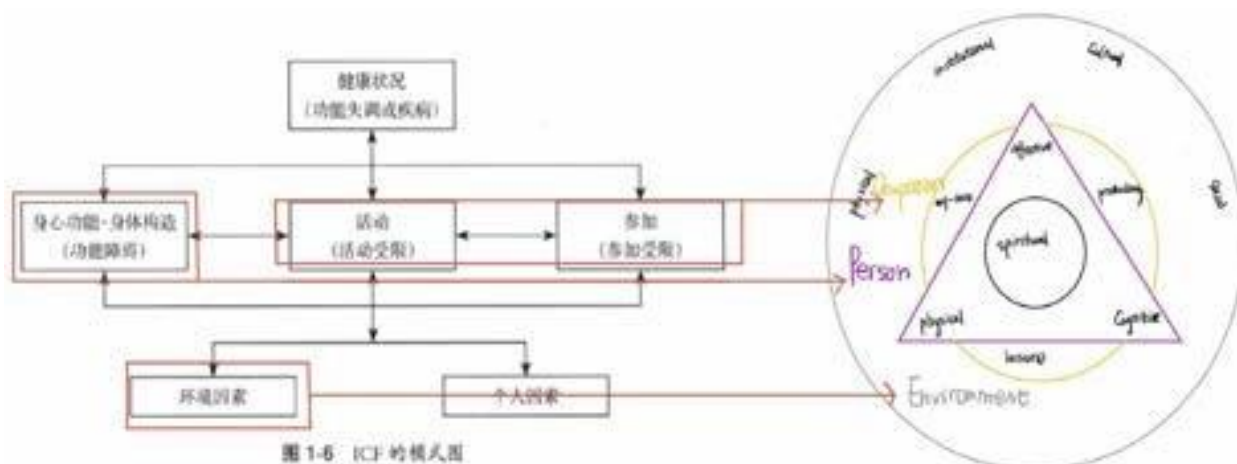 健康状况
(功能失调或疾病)
身心功能·身体构造
(功能障碍)
活动
(活动受限)
参加
(参加受限)
环境因素
个人因素
图 1-6 ICF 的模式图
institutional
Cultural
physical
Social
affective
self-care
productivity
spiritual
Person
physical
Cognitive
leisure
Environment